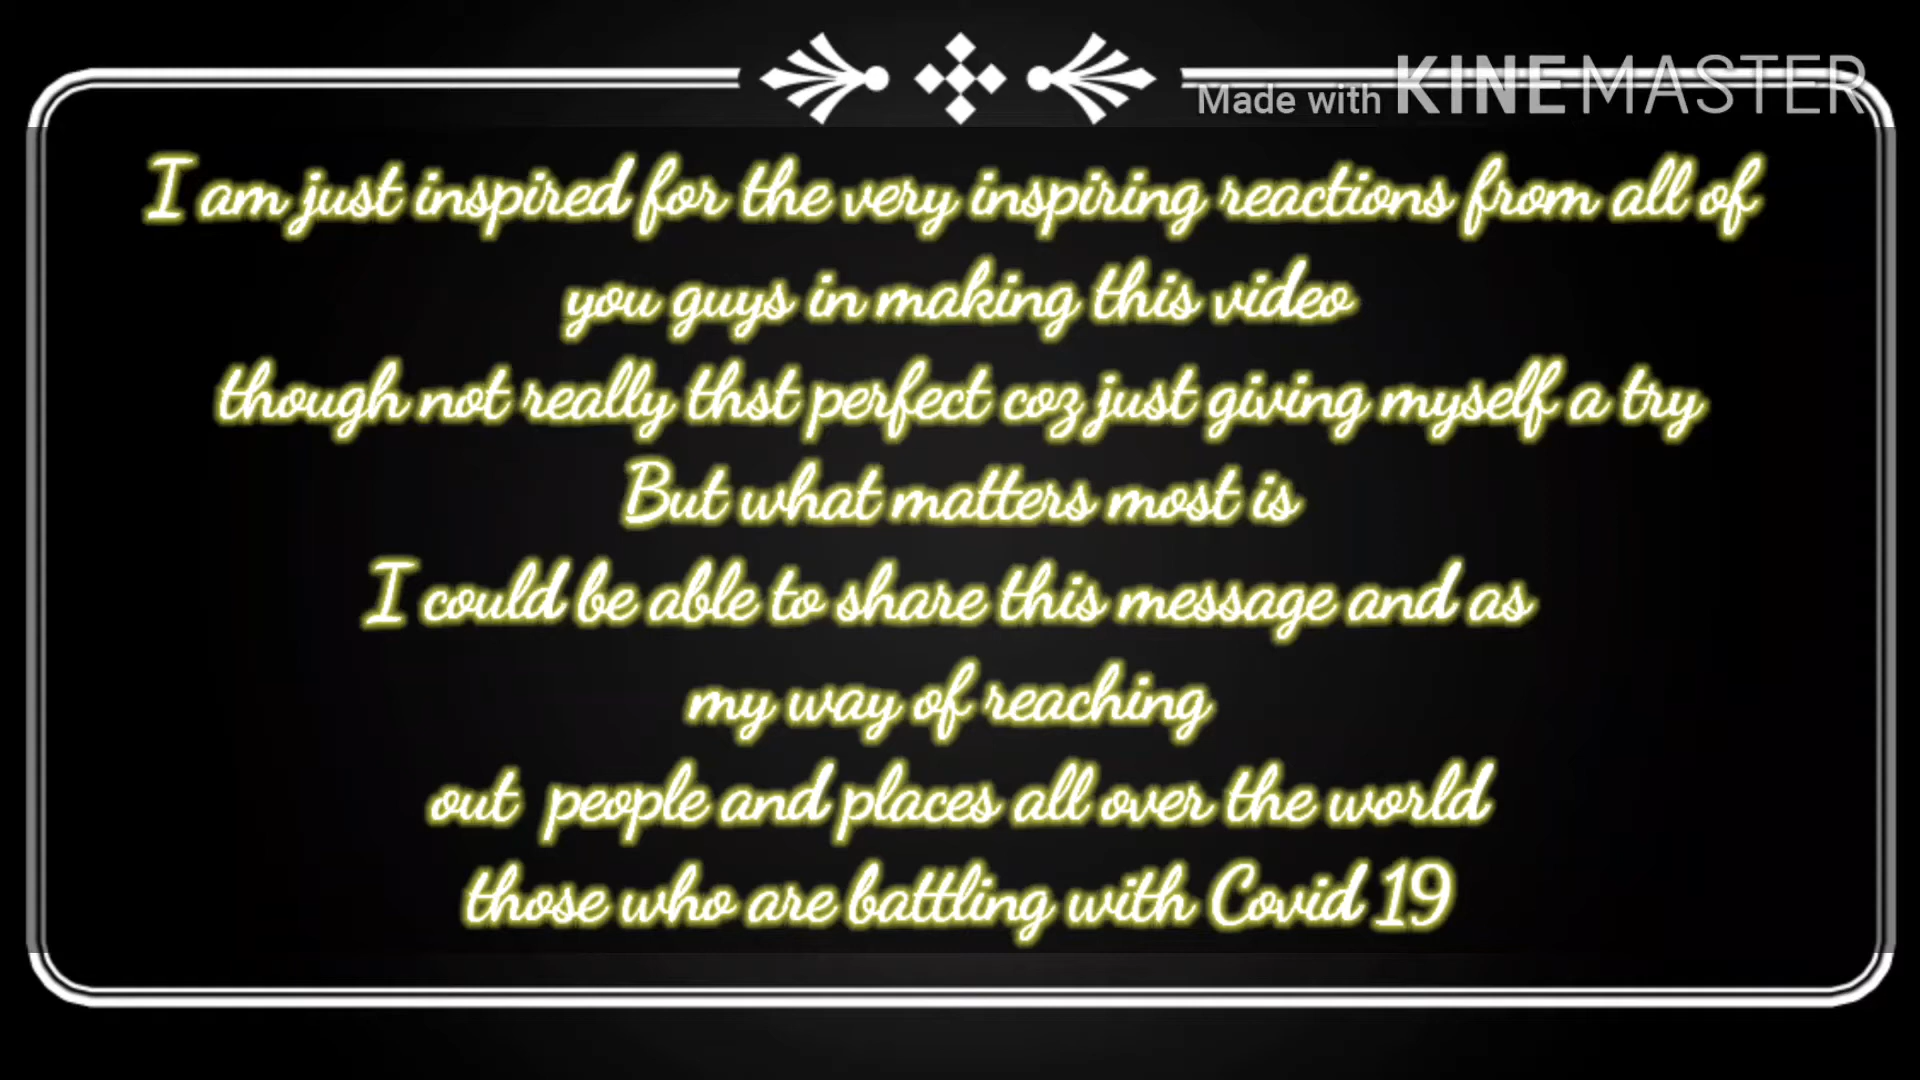 Made with KINEMASTER
I am just inspired for the very inspiring reactions from all of
you guys in making this video
though not really thst perfect coz just giving myself a try
But what matters most is
I could be able to share this message and as
my way of reaching
out people and places all over the world
those who are battling with Covid 19